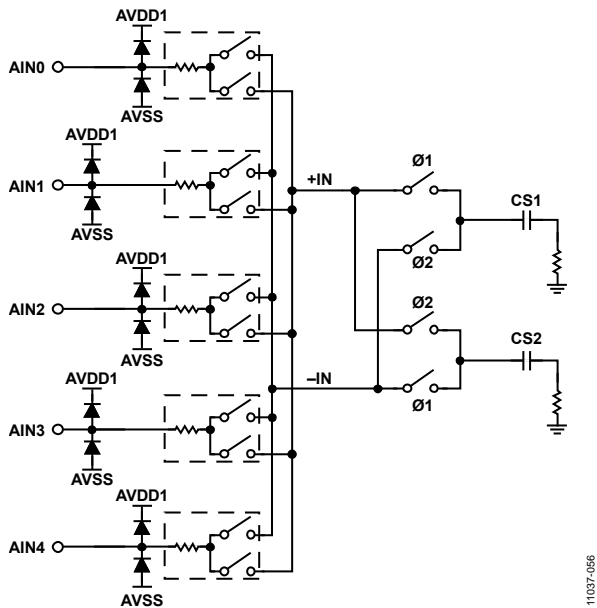 AVDD1
AIN0
AVSS
AVDD1
AIN1
AVSS
+IN
Ø1
CS1
Ø2
AVDD1
AIN2
AVSS
Ø2
CS2
–IN
Ø1
AVDD1
AIN3
AVSS
AVDD1
AIN4
AVSS
11037-056